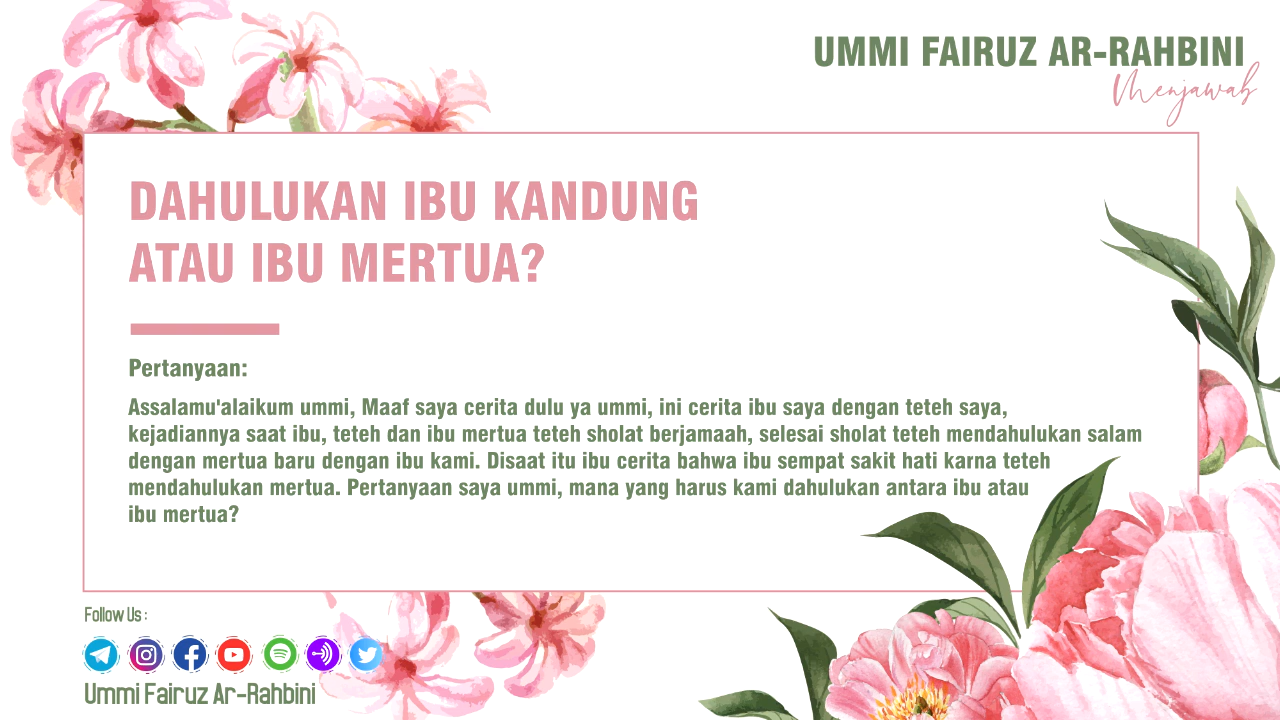 UMMI FAIRUZ AR-RAHBINI
Menjawab
DAHULUKAN IBU KANDUNG
ATAU IBU MERTUA?
Pertanyaan:
Assalamu'alaikum ummi, Maaf saya cerita dulu ya ummi, ini cerita ibu saya dengan teteh saya,
kejadiannya saat ibu, teteh dan ibu mertua teteh sholat berjamaah, selesai sholat teteh mendahulukan salam
dengan mertua baru dengan ibu kami. Disaat itu ibu cerita bahwa ibu sempat sakit hati karna teteh
mendahulukan mertua. Pertanyaan saya ummi, mana yang harus kami dahulukan antara ibu atau
ibu mertua?
Follow Us :
Ummi Fairuz Ar-Rahbini